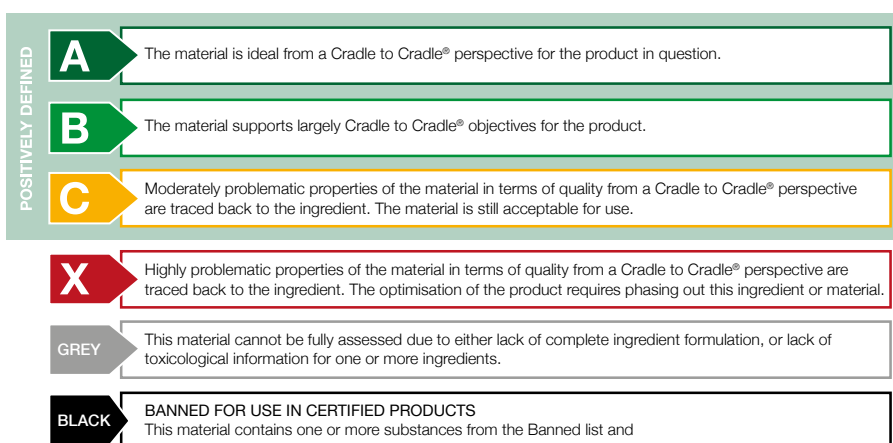 POSITIVELY DEFINED
A
The material is ideal from a Cradle to Cradle® perspective for the product in question.
B
The material supports largely Cradle to Cradle® objectives for the product.
C
Moderately problematic properties of the material in terms of quality from a Cradle to Cradle® perspective
are traced back to the ingredient. The material is still acceptable for use.
X
Highly problematic properties of the material in terms of quality from a Cradle to Cradle® perspective are
traced back to the ingredient. The optimisation of the product requires phasing out this ingredient or material.
GREY
This material cannot be fully assessed due to either lack of complete ingredient formulation, or lack of
toxicological information for one or more ingredients.
BLACK
BANNED FOR USE IN CERTIFIED PRODUCTS
This material contains one or more substances from the Banned list and